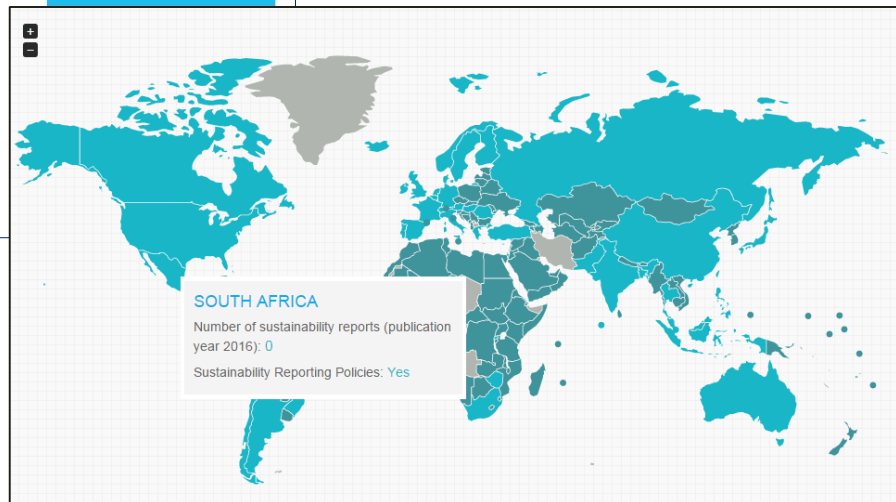 +
−
SOUTH AFRICA
Number of sustainability reports (publication
year 2016): 0
Sustainability Reporting Policies: Yes